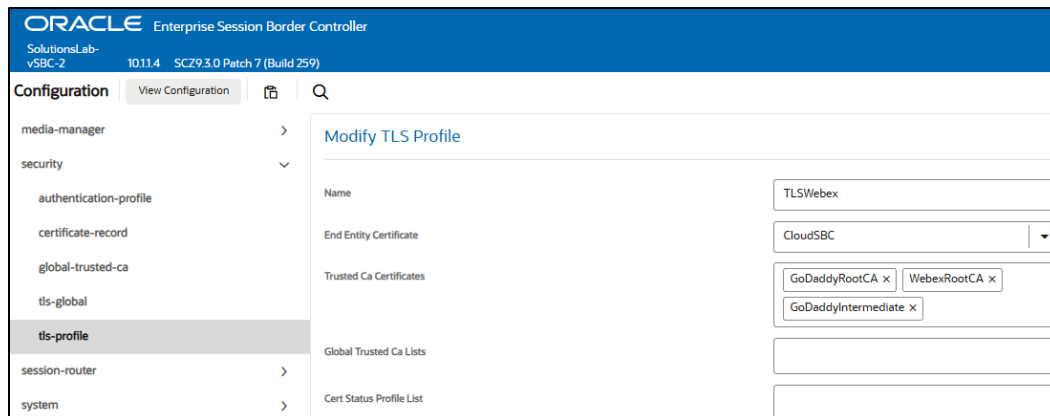 ORACLE Enterprise Session Border Controller
SolutionsLab-
vSBC-2 10.1.1.4 SCZ9.3.0 Patch 7 (Build 259)
Configuration View Configuration
media-manager
security
authentication-profile
certificate-record
global-trusted-ca
tls-global
tls-profile
session-router
system
Modify TLS Profile
Name TLSWebex
End Entity Certificate CloudSBC
Trusted Ca Certificates GoDaddyRootCA × WebexRootCA ×
GoDaddyIntermediate ×
Global Trusted Ca Lists
Cert Status Profile List